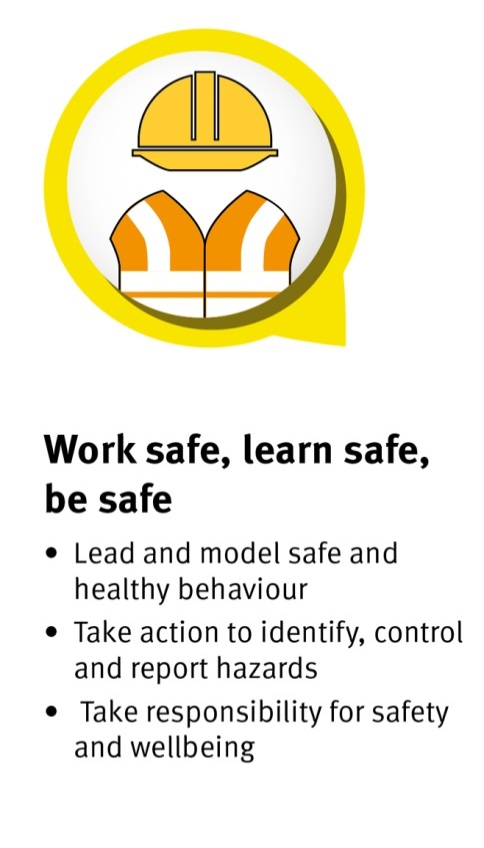 Work safe, learn safe,
be safe
• Lead and model safe and
healthy behaviour
• Take action to identify, control
and report hazards
• Take responsibility for safety
and wellbeing